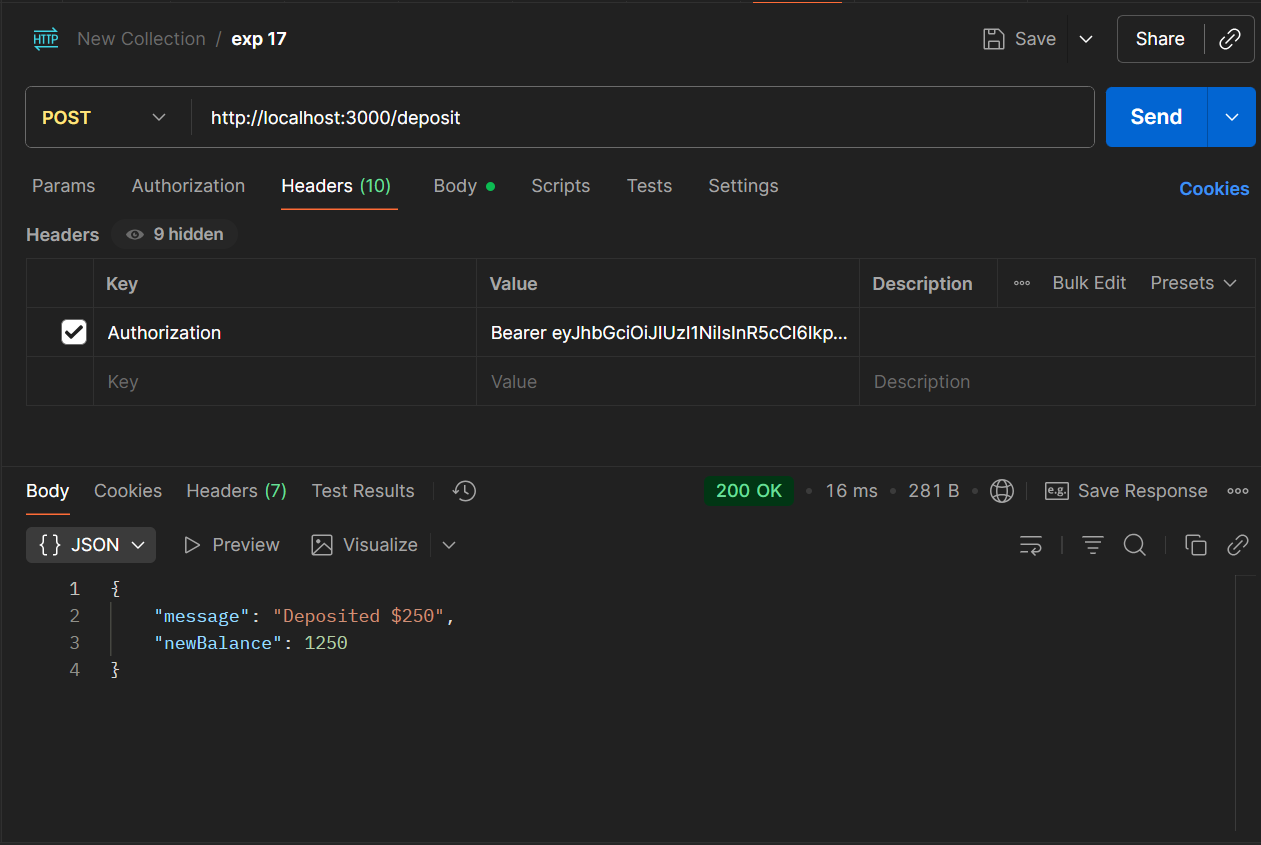 HTTP New Collection / exp 17 Save Share
POST http://localhost:3000/deposit Send
Params Authorization Headers (10) Body Scripts Tests Settings Cookies
Headers 9 hidden
Key Value Description Bulk Edit Presets
Authorization Bearer eyJhbGciOiJIUzI1NiIsInR5cCI6Ikp...
Key Value Description
Body Cookies Headers (7) Test Results 200 OK 16 ms 281 B e.g. Save Response
{} JSON Preview Visualize
1 {
2 "message": "Deposited $250",
3 "newBalance": 1250
4 }